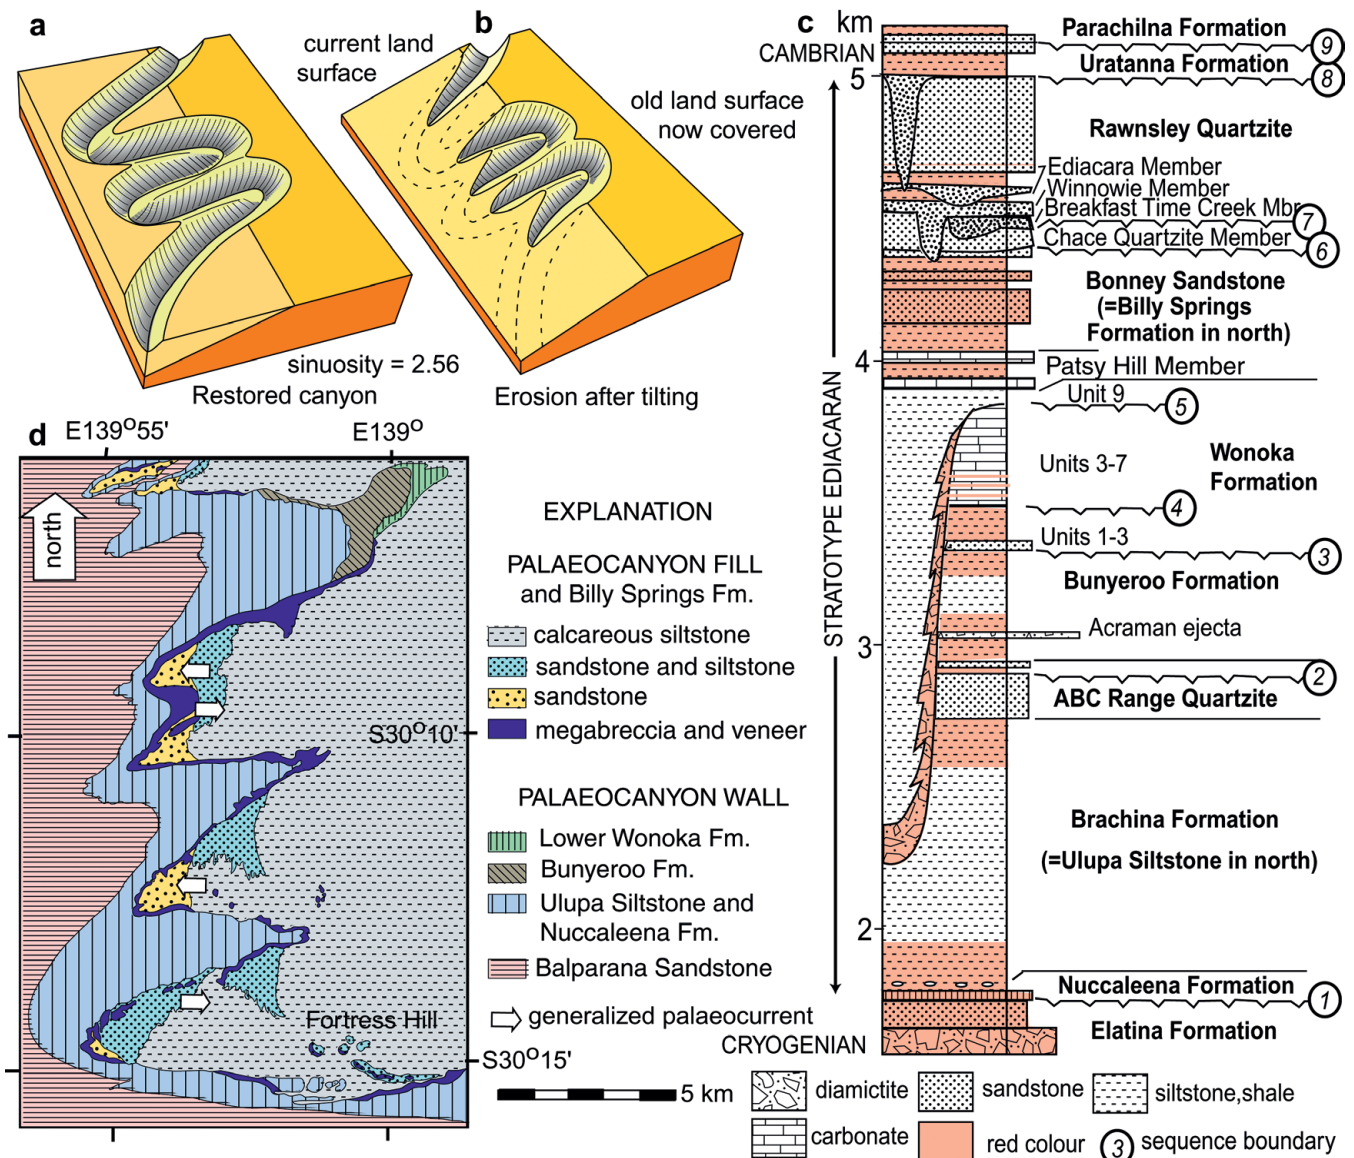 a
current land
surface
b
old land surface
now covered
sinuosity = 2.56
Restored canyon
Erosion after tilting
c
km
CAMBRIAN
5
4
3
2
STRATOTYPE EDIACARAN
CRYOGENIAN
Parachilna Formation
9
Uratanna Formation
8
Rawnsley Quartzite
Ediacara Member
Winnowie Member
Breakfast Time Creek Mbr
7
Chace Quartzite Member
6
Bonney Sandstone
(=Billy Springs
Formation in north)
Patsy Hill Member
Unit 9
5
Wonoka
Formation
Units 3-7
4
Units 1-3
3
Bunyeroo Formation
Acraman ejecta
2
ABC Range Quartzite
Brachina Formation
(=Ulupa Siltstone in north)
Nuccaleena Formation
1
Elatina Formation
diamictite
sandstone
siltstone,shale
carbonate
red colour
3 sequence boundary
d
E139°55'
E139°
north
S30°10'
Fortress Hill
S30°15'
EXPLANATION
PALAEOCANYON FILL
and Billy Springs Fm.
calcareous siltstone
sandstone and siltstone
sandstone
megabreccia and veneer
PALAEOCANYON WALL
Lower Wonoka Fm.
Bunyeroo Fm.
Ulupa Siltstone and
Nuccaleena Fm.
Balparana Sandstone
generalized palaeocurrent
5 km